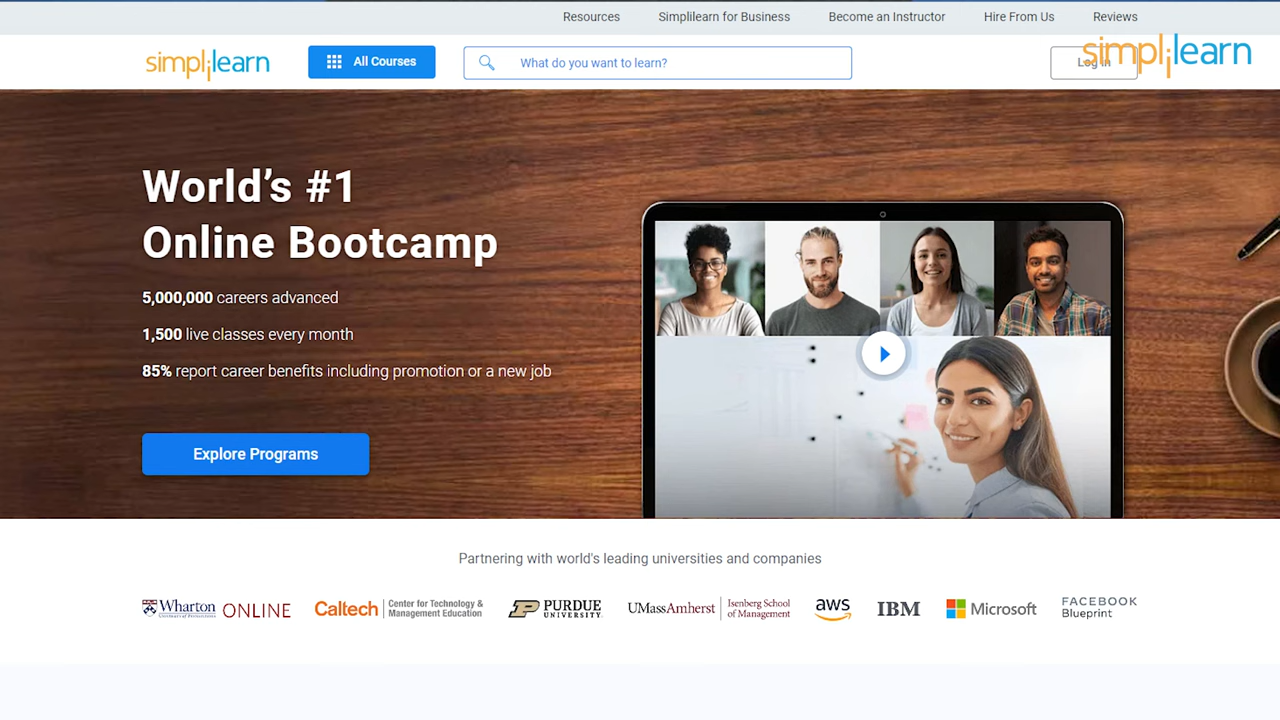 Resources Simplilearn for Business Become an Instructor Hire From Us Reviews
simplilearn All Courses What do you want to learn? Log in simplilearn
World's #1
Online Bootcamp
5,000,000 careers advanced
1,500 live classes every month
85% report career benefits including promotion or a new job
Explore Programs
Partnering with world's leading universities and companies
Wharton ONLINE
Caltech Center for Technology &
Management Education
PURDUE
UNIVERSITY
UMassAmherst Isenberg School
of Management
aws
IBM
Microsoft
FACEBOOK
Blueprint